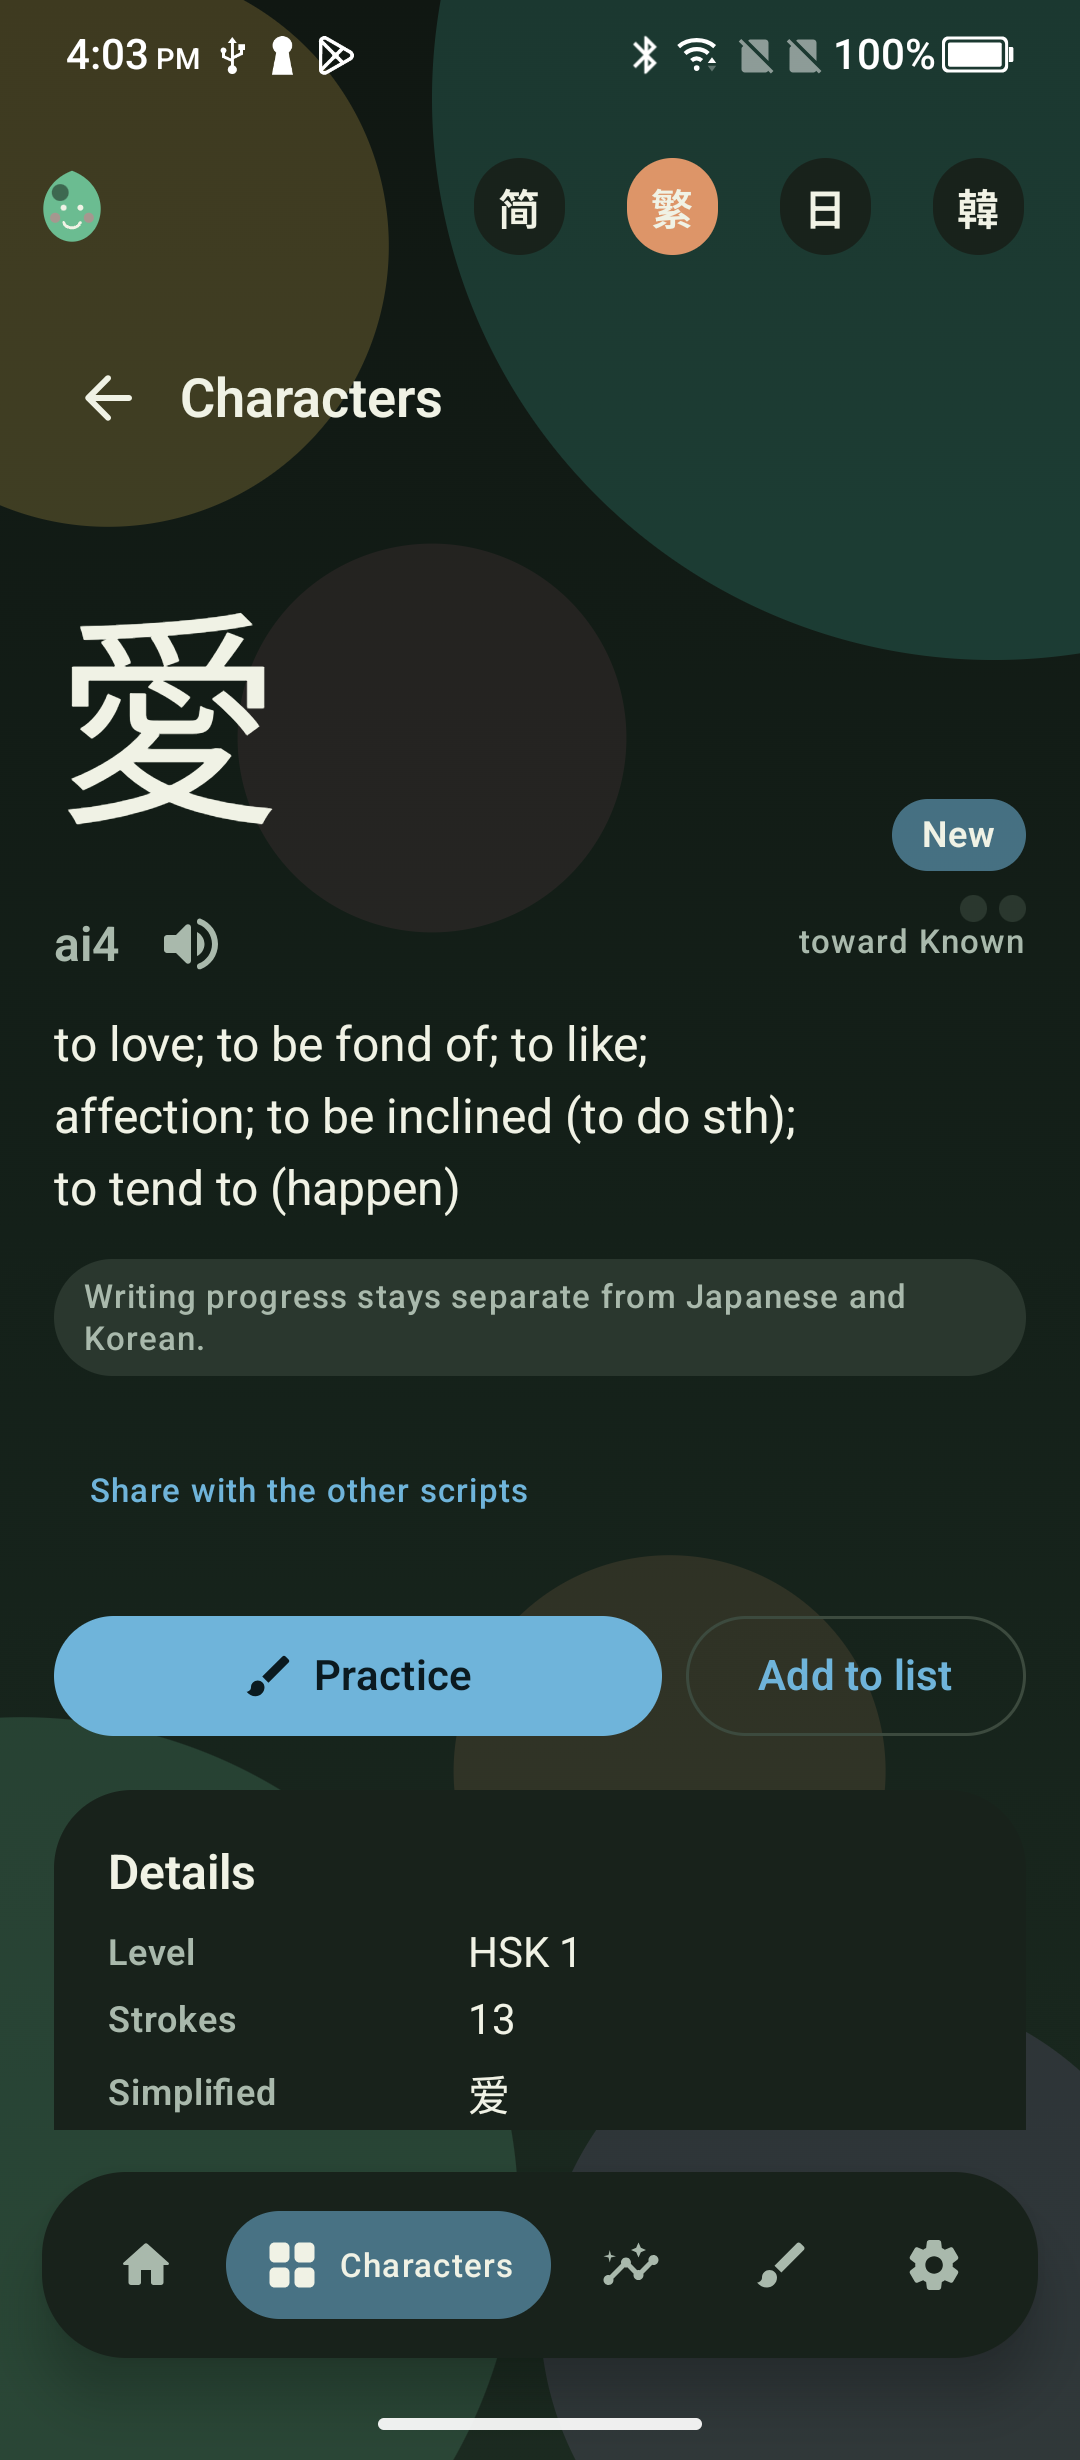 4:03 PM 100%
简 繁 日 韓
Characters
愛
New
ai4
toward Known
to love; to be fond of; to like;
affection; to be inclined (to do sth);
to tend to (happen)
Writing progress stays separate from Japanese and
Korean.
Share with the other scripts
Practice
Add to list
Details
Level HSK 1
Strokes 13
Simplified 爱
Characters